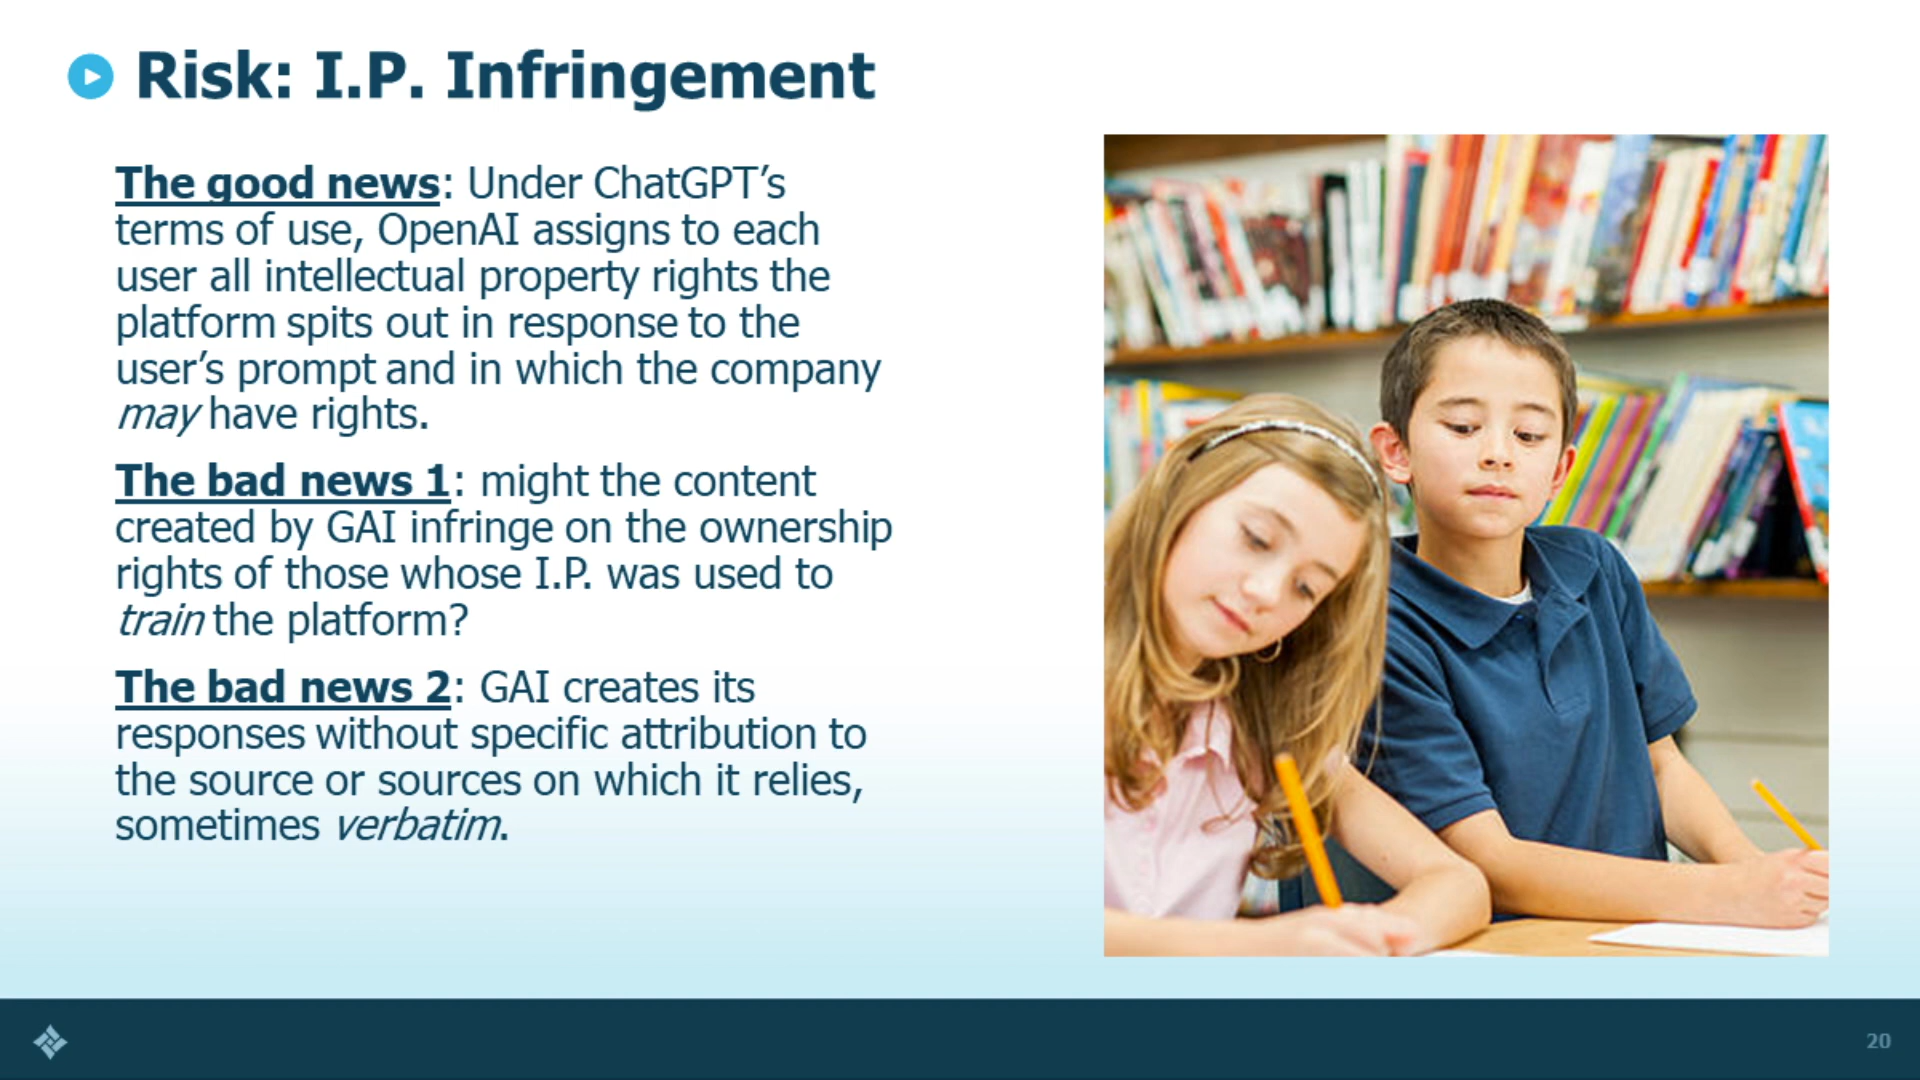 Risk: I.P. Infringement
The good news: Under ChatGPT’s
terms of use, OpenAI assigns to each
user all intellectual property rights the
platform spits out in response to the
user’s prompt and in which the company
may have rights.
The bad news 1: might the content
created by GAI infringe on the ownership
rights of those whose I.P. was used to
train the platform?
The bad news 2: GAI creates its
responses without specific attribution to
the source or sources on which it relies,
sometimes verbatim.
20